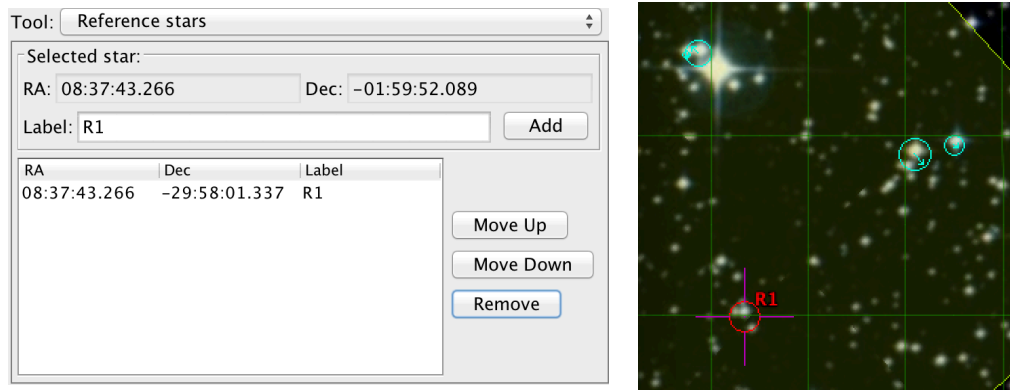 Tool: Reference stars
Selected star:
RA: 08:37:43.266 Dec: -01:59:52.089
Label: R1 Add
RA Dec Label
08:37:43.266 -29:58:01.337 R1
Move Up
Move Down
Remove
R1